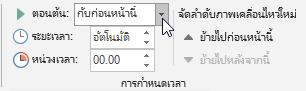 ตอนต้น: กับก่อนหน้านี้ จัดลำดับภาพเคลื่อนไหวใหม่
ระยะเวลา: อัตโนมัติ ย้ายไปก่อนหน้านี้
หน่วงเวลา: 00.00 ย้ายไปหลังจากนี้
การกำหนดเวลา